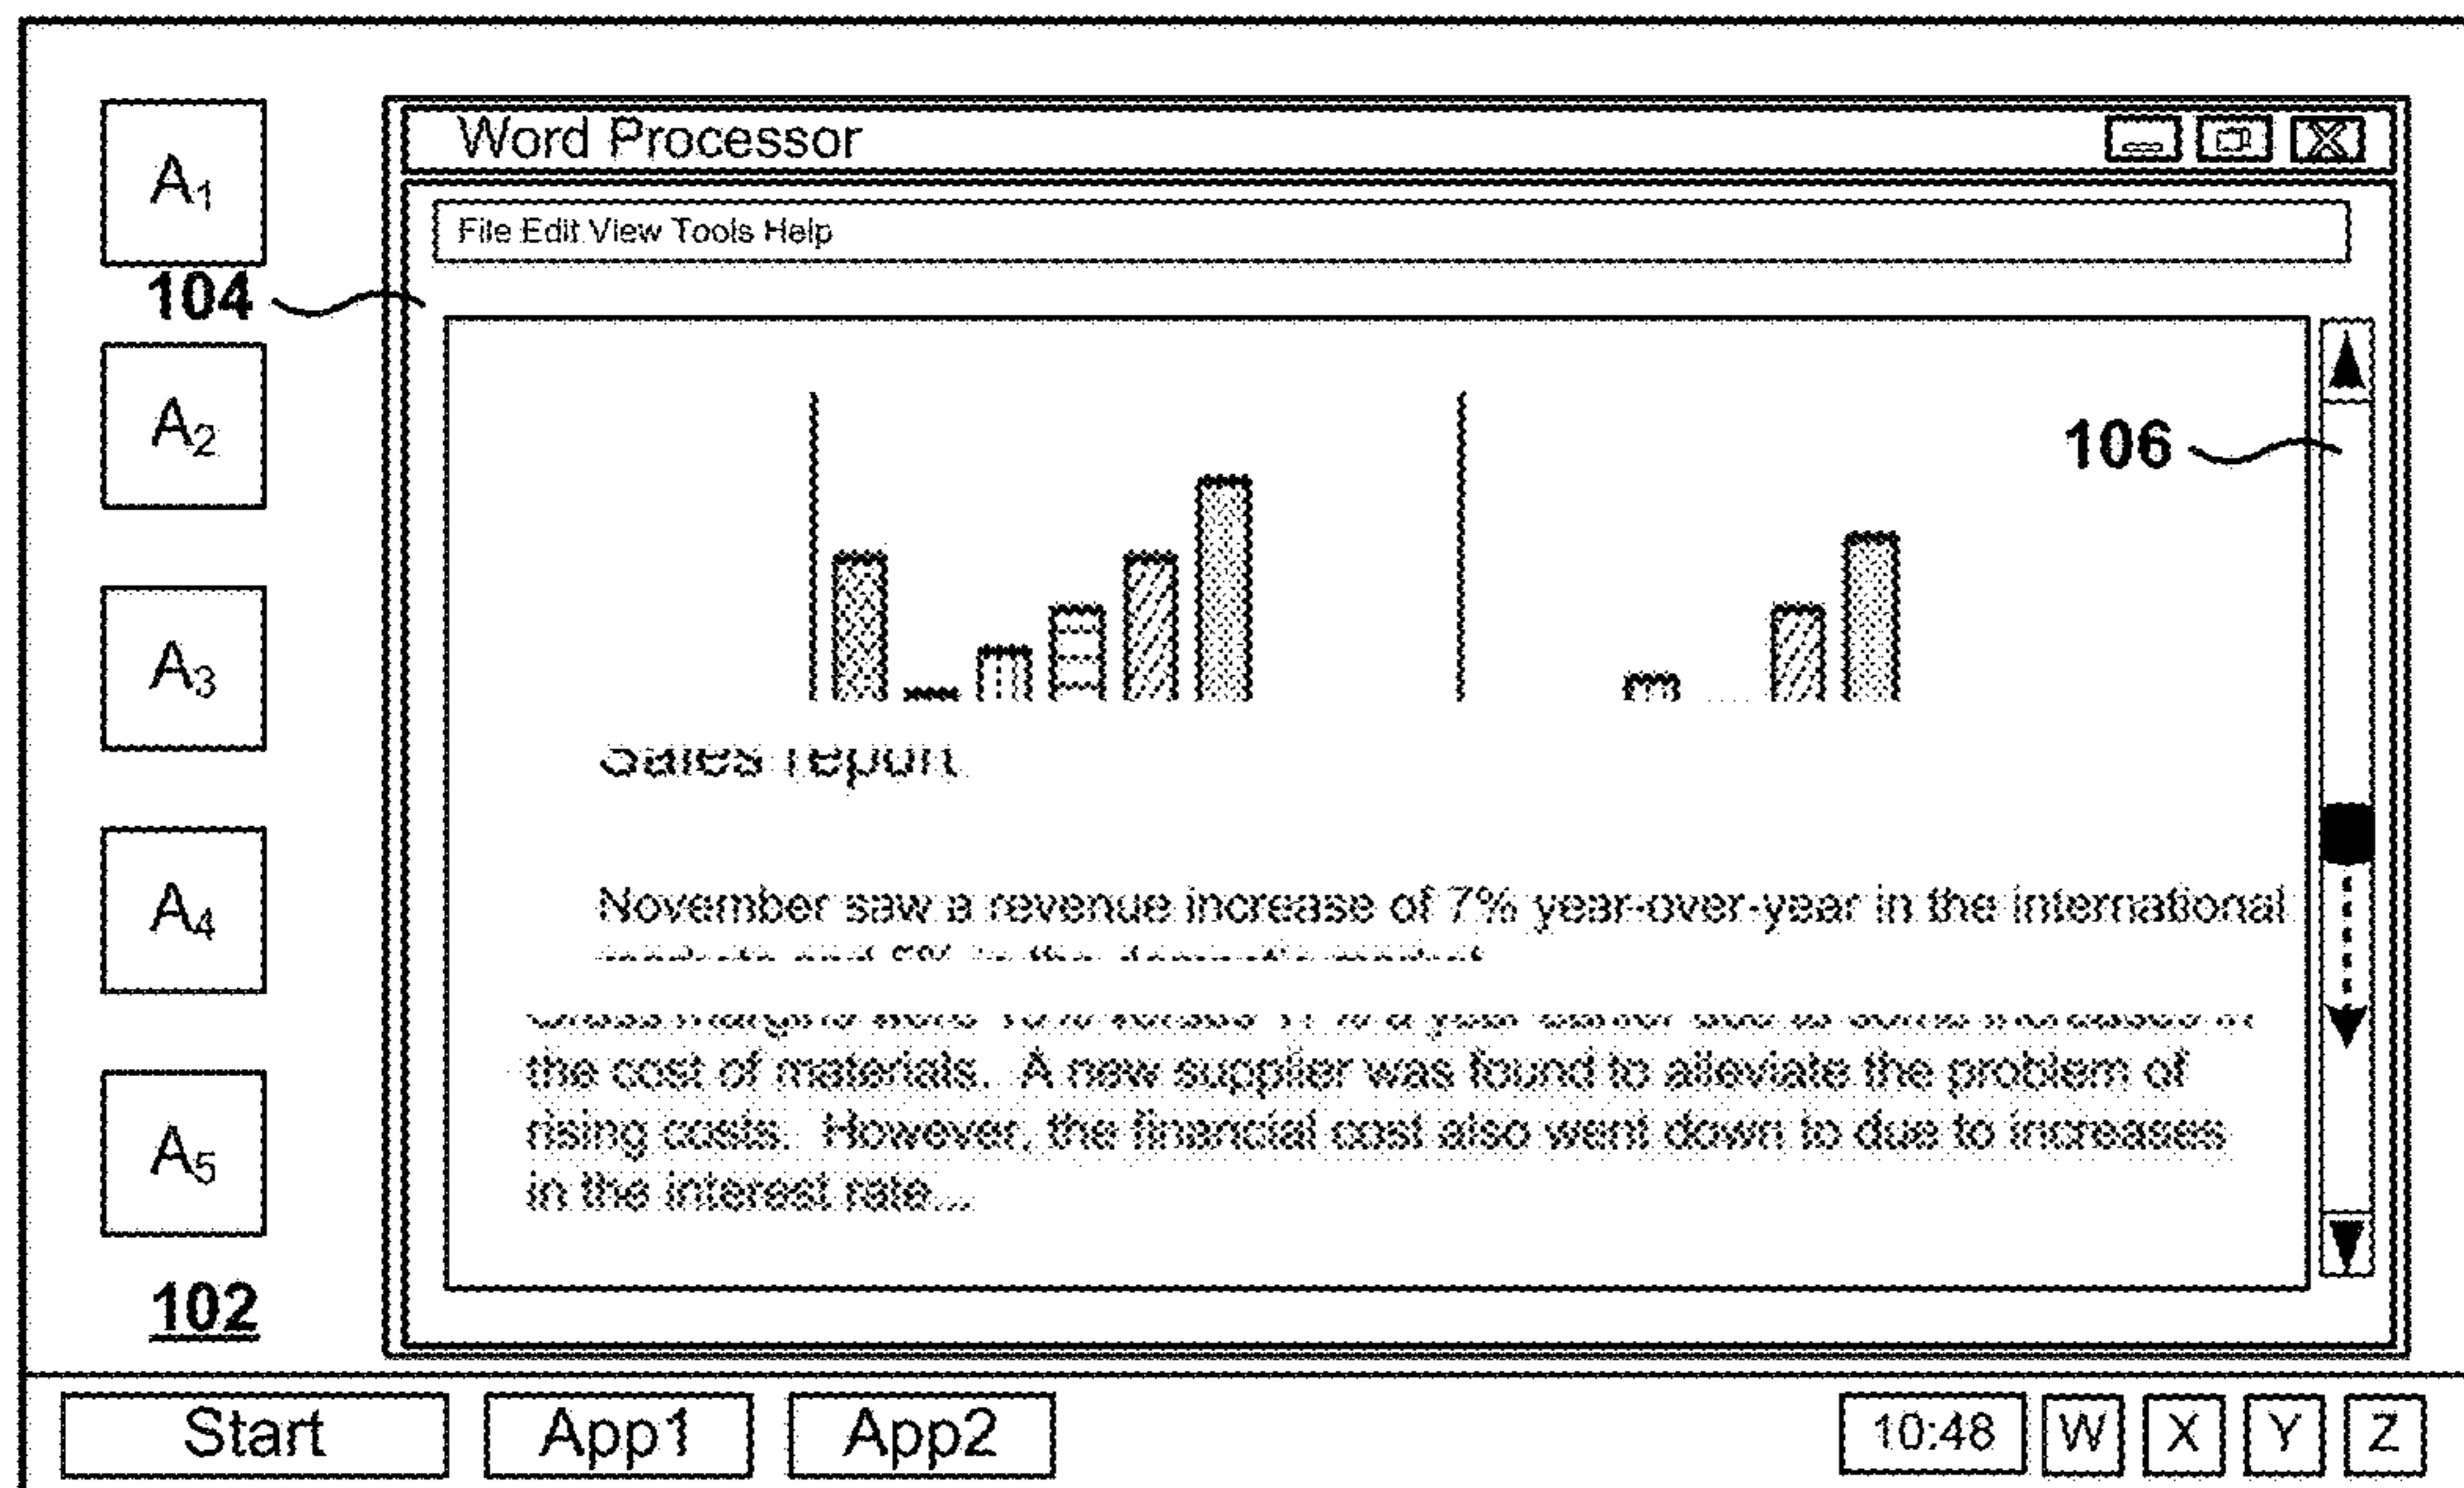 A1
Word Processor
File Edit View Tools Help
104
A2
106
A3
Sales report
A4
November saw a revenue increase of 7% year-over-year in the international
the cost of materials. A new supplier was found to alleviate the problem of
A5
rising costs. However, the financial cost also went down to due to increases
in the interest rate...
102
Start App1 App2 10:48 W X Y Z